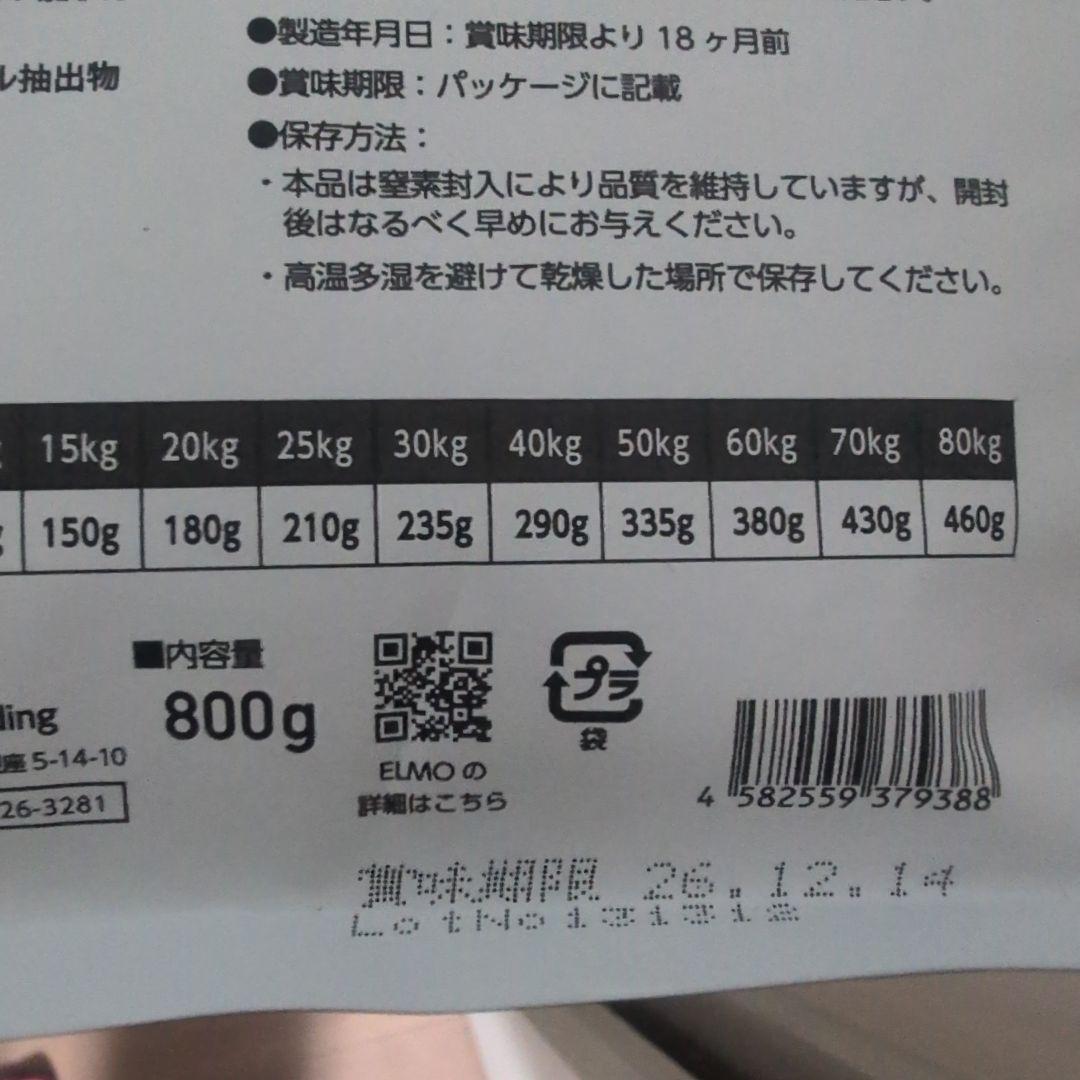 ●製造年月日：賞味期限より 18 ヶ月前
ル抽出物
●賞味期限：パッケージに記載
●保存方法：
・本品は窒素封入により品質を維持していますが、開封
後はなるべく早めにお与えください。
・高温多湿を避けて乾燥した場所で保存してください。
15kg 20kg 25kg 30kg 40kg 50kg 60kg 70kg 80kg
150g 180g 210g 235g 290g 335g 380g 430g 460g
■内容量
800g
プラ
袋
ding
座 5-14-10
26-3281
ELMO の
詳細はこちら
4 582559 379388
賞味期限 26.12.14
LotNo